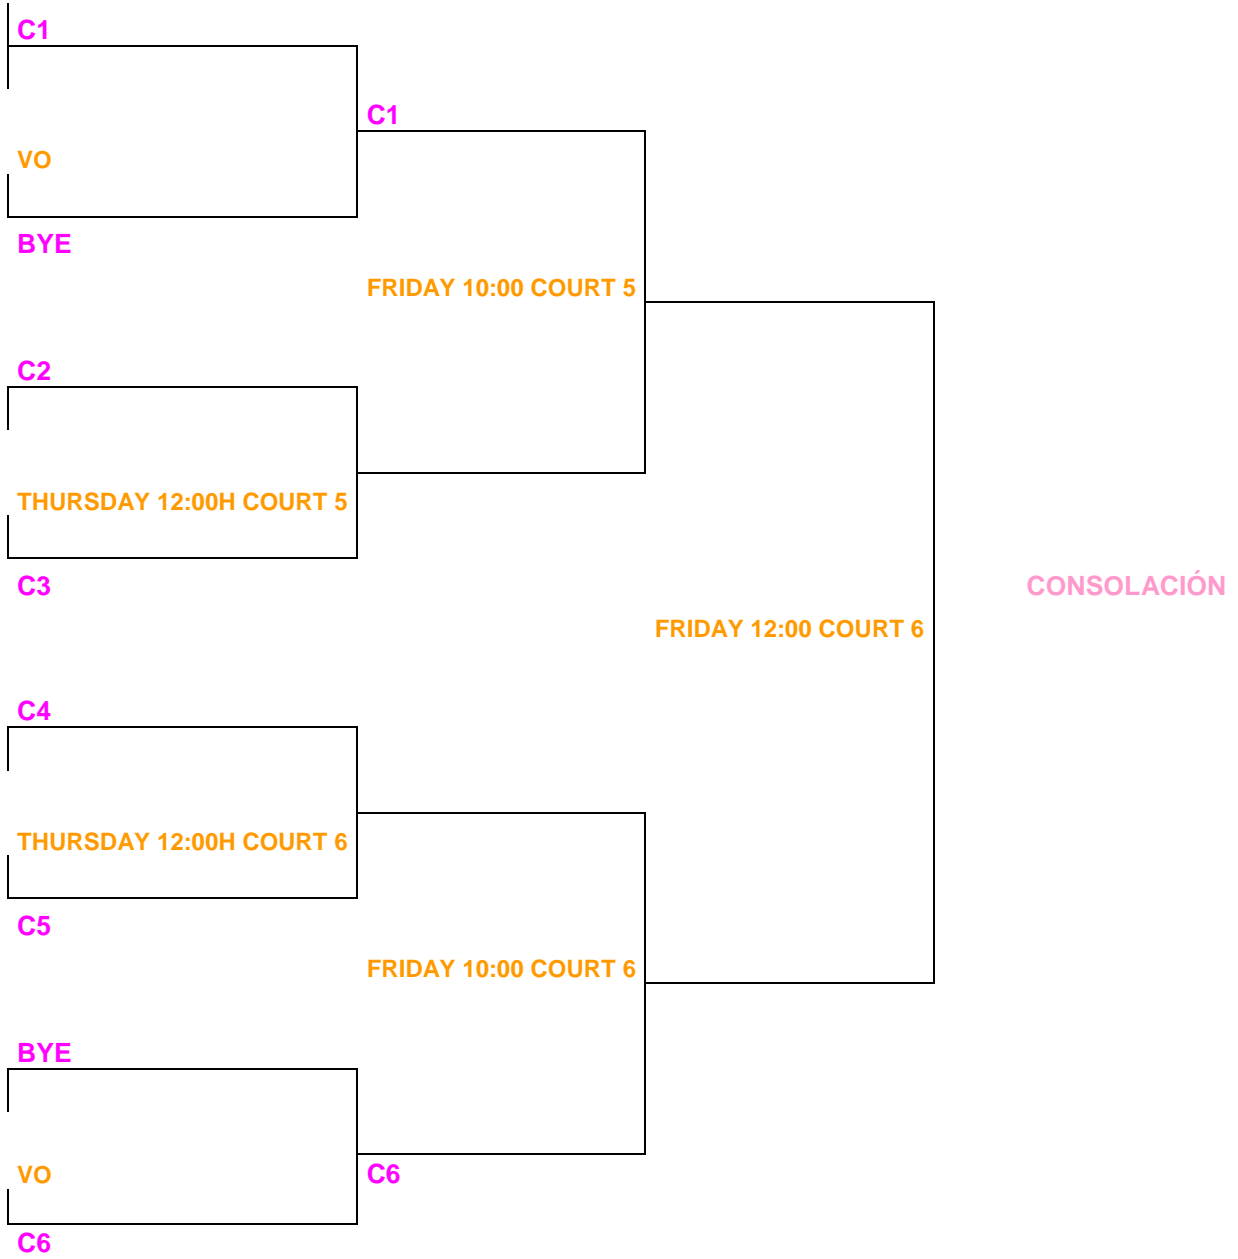 C1
C1
VO
BYE
FRIDAY 10:00 COURT 5
C2
THURSDAY 12:00H COURT 5
C3
CONSOLACIÓN
FRIDAY 12:00 COURT 6
C4
THURSDAY 12:00H COURT 6
C5
FRIDAY 10:00 COURT 6
BYE
VO
C6
C6